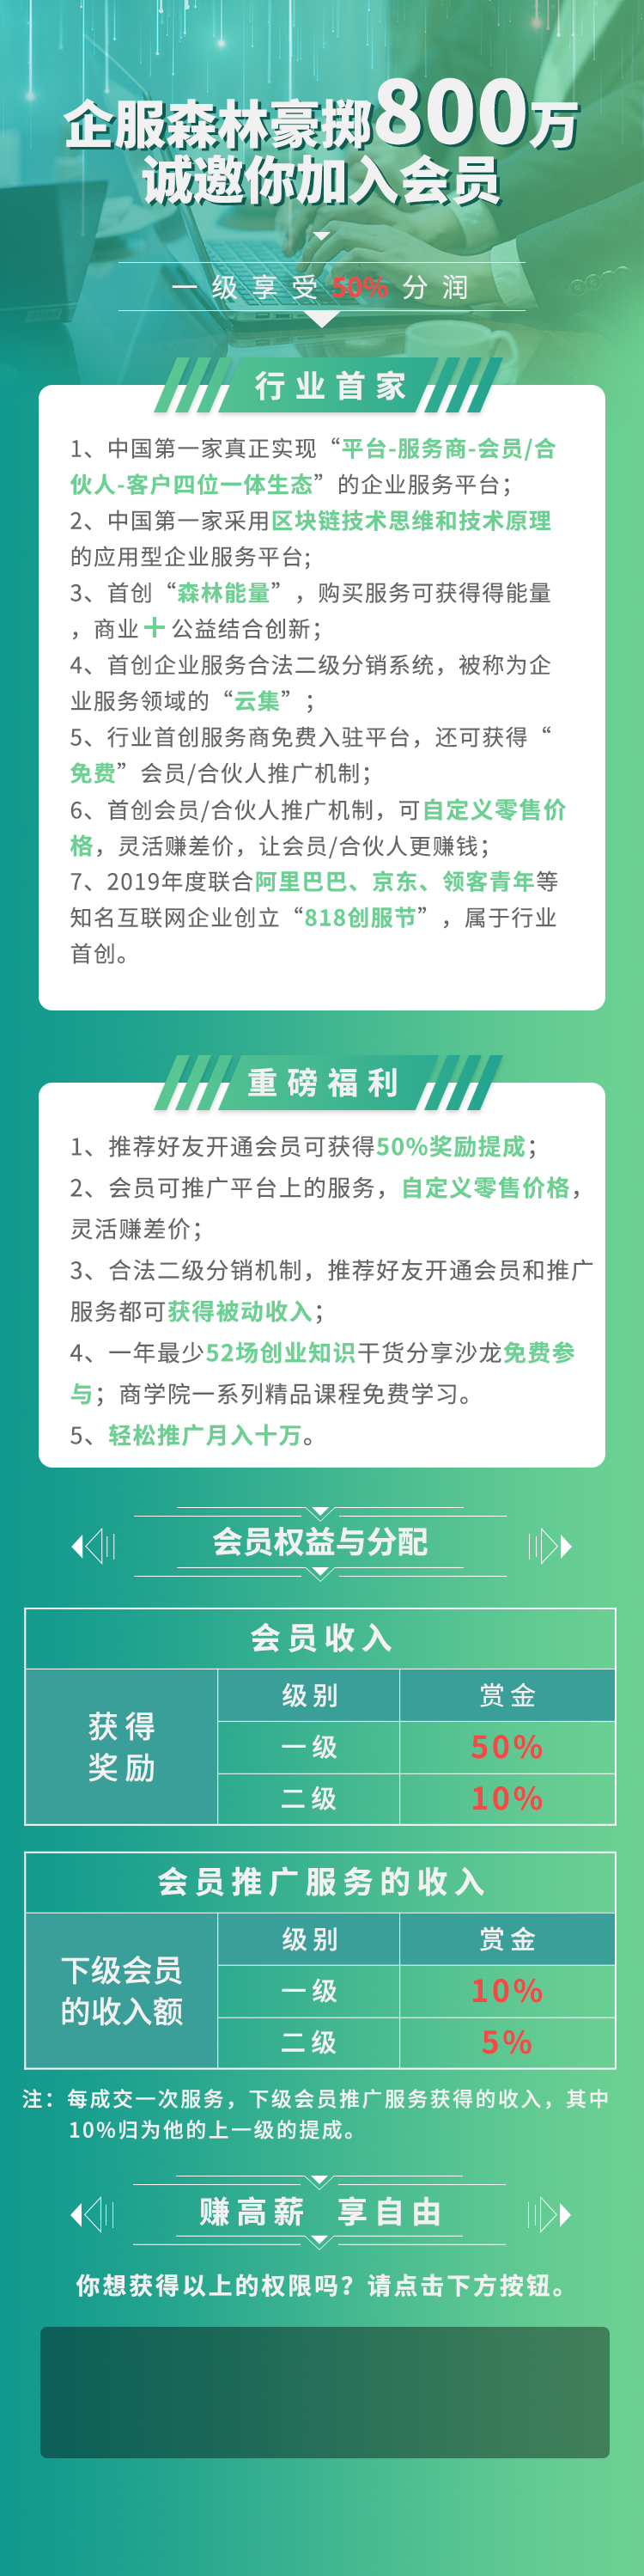 企服森林豪掷800万
诚邀你加入会员
一级享受50%分润
行业首家
1、中国第一家真正实现“平台-服务商-会员/合
伙人-客户四位一体生态”的企业服务平台；
2、中国第一家采用区块链技术思维和技术原理
的应用型企业服务平台;
3、首创“森林能量”，购买服务可获得得能量
，商业＋公益结合创新；
4、首创企业服务合法二级分销系统，被称为企
业服务领域的“云集”；
5、行业首创服务商免费入驻平台，还可获得“
免费”会员/合伙人推广机制；
6、首创会员/合伙人推广机制，可自定义零售价
格，灵活赚差价，让会员/合伙人更赚钱；
7、2019年度联合阿里巴巴、京东、领客青年等
知名互联网企业创立“818创服节”，属于行业
首创。
重磅福利
1、推荐好友开通会员可获得50%奖励提成；
2、会员可推广平台上的服务，自定义零售价格，
灵活赚差价；
3、合法二级分销机制，推荐好友开通会员和推广
服务都可获得被动收入；
4、一年最少52场创业知识干货分享沙龙免费参
与；商学院一系列精品课程免费学习。
5、轻松推广月入十万。
会员权益与分配
会员收入
获得
奖励
级别 赏金
一级 50%
二级 10%
会员推广服务的收入
下级会员
的收入额
级别 赏金
一级 10%
二级 5%
注：每成交一次服务，下级会员推广服务获得的收入，其中
10%归为他的上一级的提成。
赚高薪 享自由
你想获得以上的权限吗？请点击下方按钮。